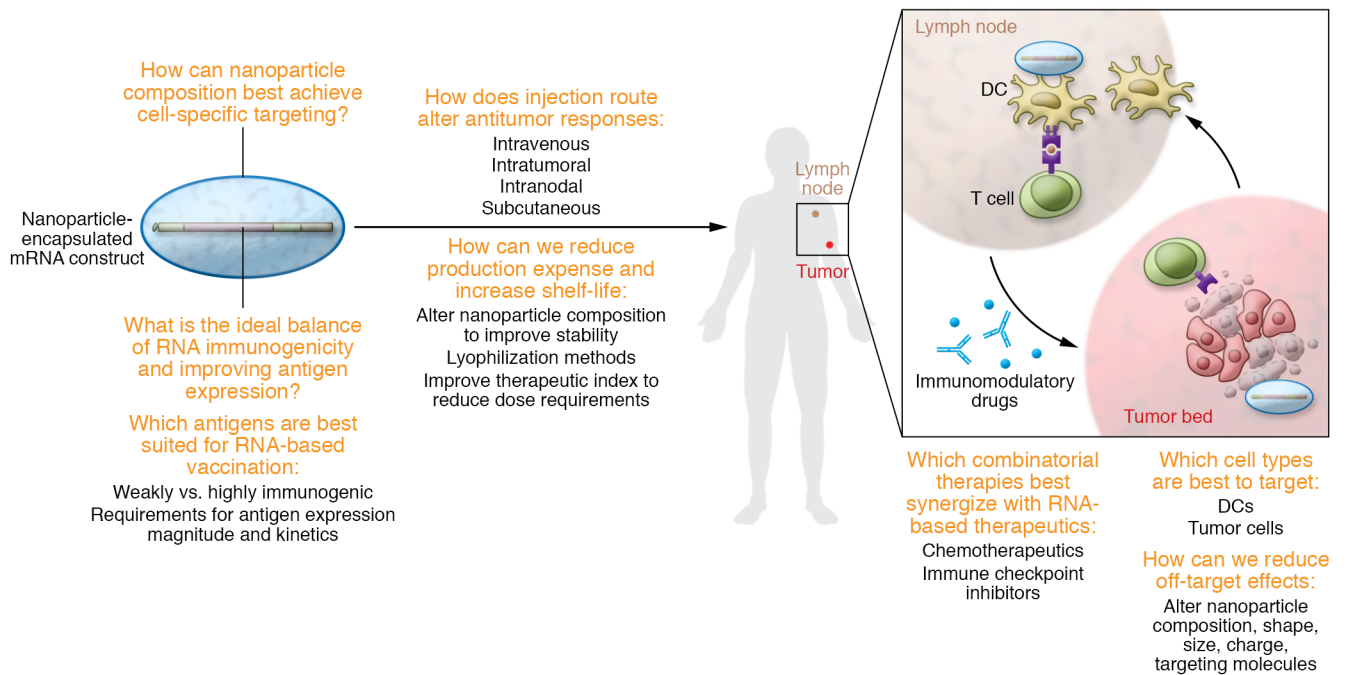 How can nanoparticle
composition best achieve
cell-specific targeting?
Nanoparticle-
encapsulated
mRNA construct
What is the ideal balance
of RNA immunogenicity
and improving antigen
expression?
Which antigens are best
suited for RNA-based
vaccination:
Weakly vs. highly immunogenic
Requirements for antigen expression
magnitude and kinetics
How does injection route
alter antitumor responses:
Intravenous
Intratumoral
Intranodal
Subcutaneous
How can we reduce
production expense and
increase shelf-life:
Alter nanoparticle composition
to improve stability
Lyophilization methods
Improve therapeutic index to
reduce dose requirements
Lymph
node
Tumor
Lymph node
DC
T cell
Immunomodulatory
drugs
Tumor bed
Which combinatorial
therapies best
synergize with RNA-
based therapeutics:
Chemotherapeutics
Immune checkpoint
inhibitors
Which cell types
are best to target:
DCs
Tumor cells
How can we reduce
off-target effects:
Alter nanoparticle
composition, shape,
size, charge,
targeting molecules